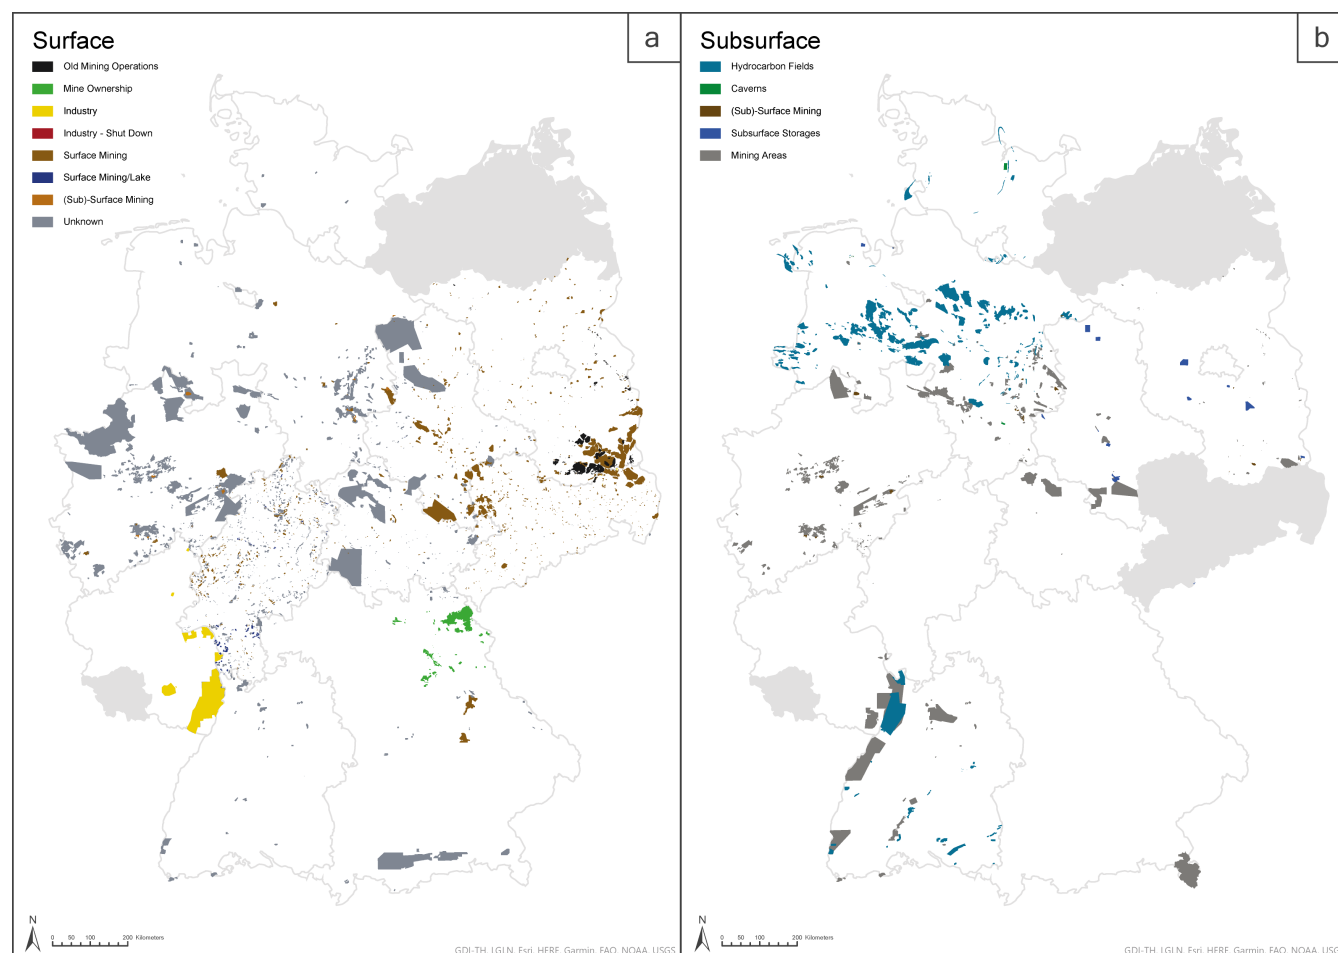 Surface
a
Old Mining Operations
Mine Ownership
Industry
Industry - Shut Down
Surface Mining
Surface Mining/Lake
(Sub)-Surface Mining
Unknown
N
0 50 100 200 Kilometers
GDI-TH, LGLN, Esri, HERE, Garmin, FAO, NOAA, USGS
Subsurface
b
Hydrocarbon Fields
Caverns
(Sub)-Surface Mining
Subsurface Storages
Mining Areas
N
0 50 100 200 Kilometers
GDI-TH, LGLN, Esri, HERE, Garmin, FAO, NOAA, USG